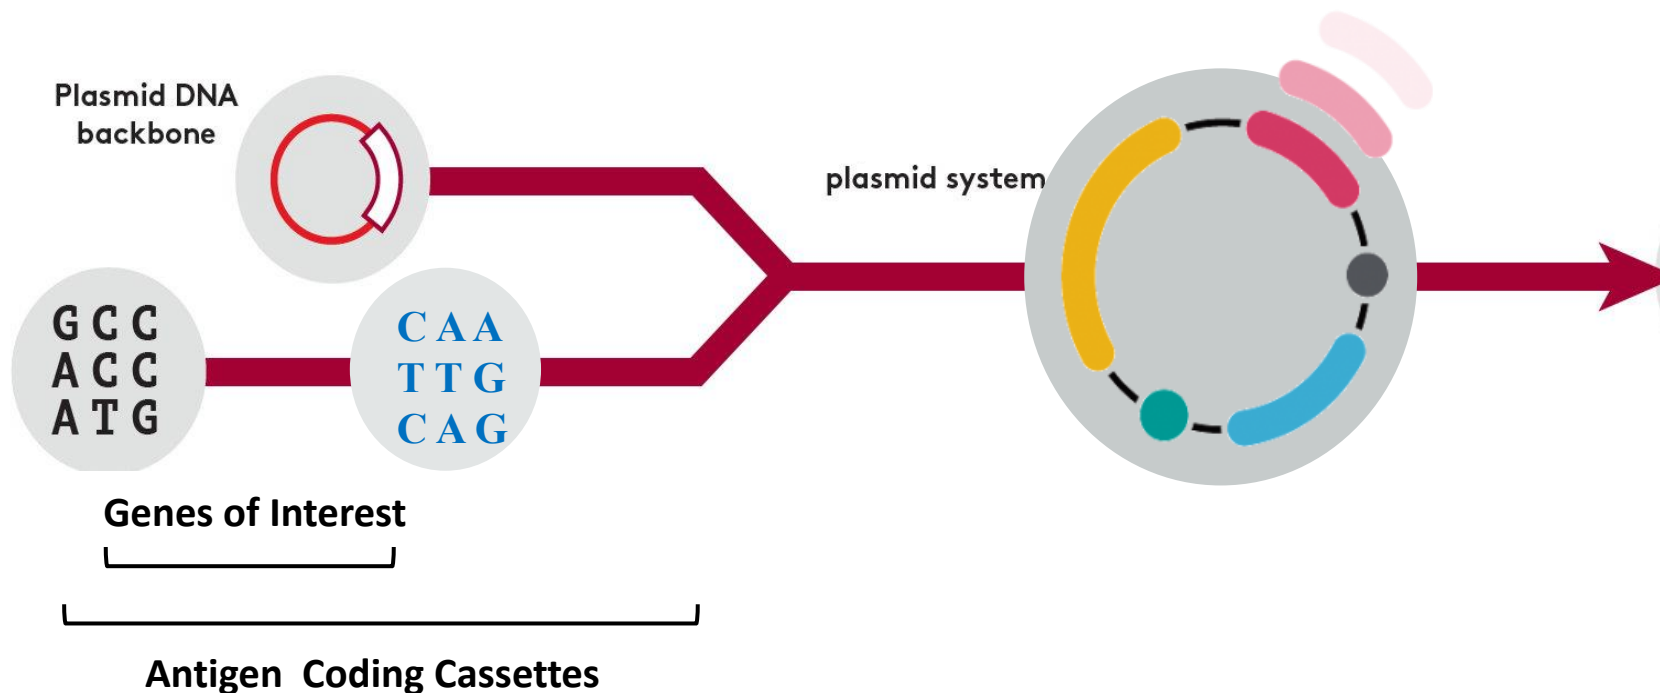 Plasmid DNA
backbone
plasmid system
G C C
A C C
A T G
C A A
T T G
C A G
Genes of Interest
Antigen  Coding Cassettes